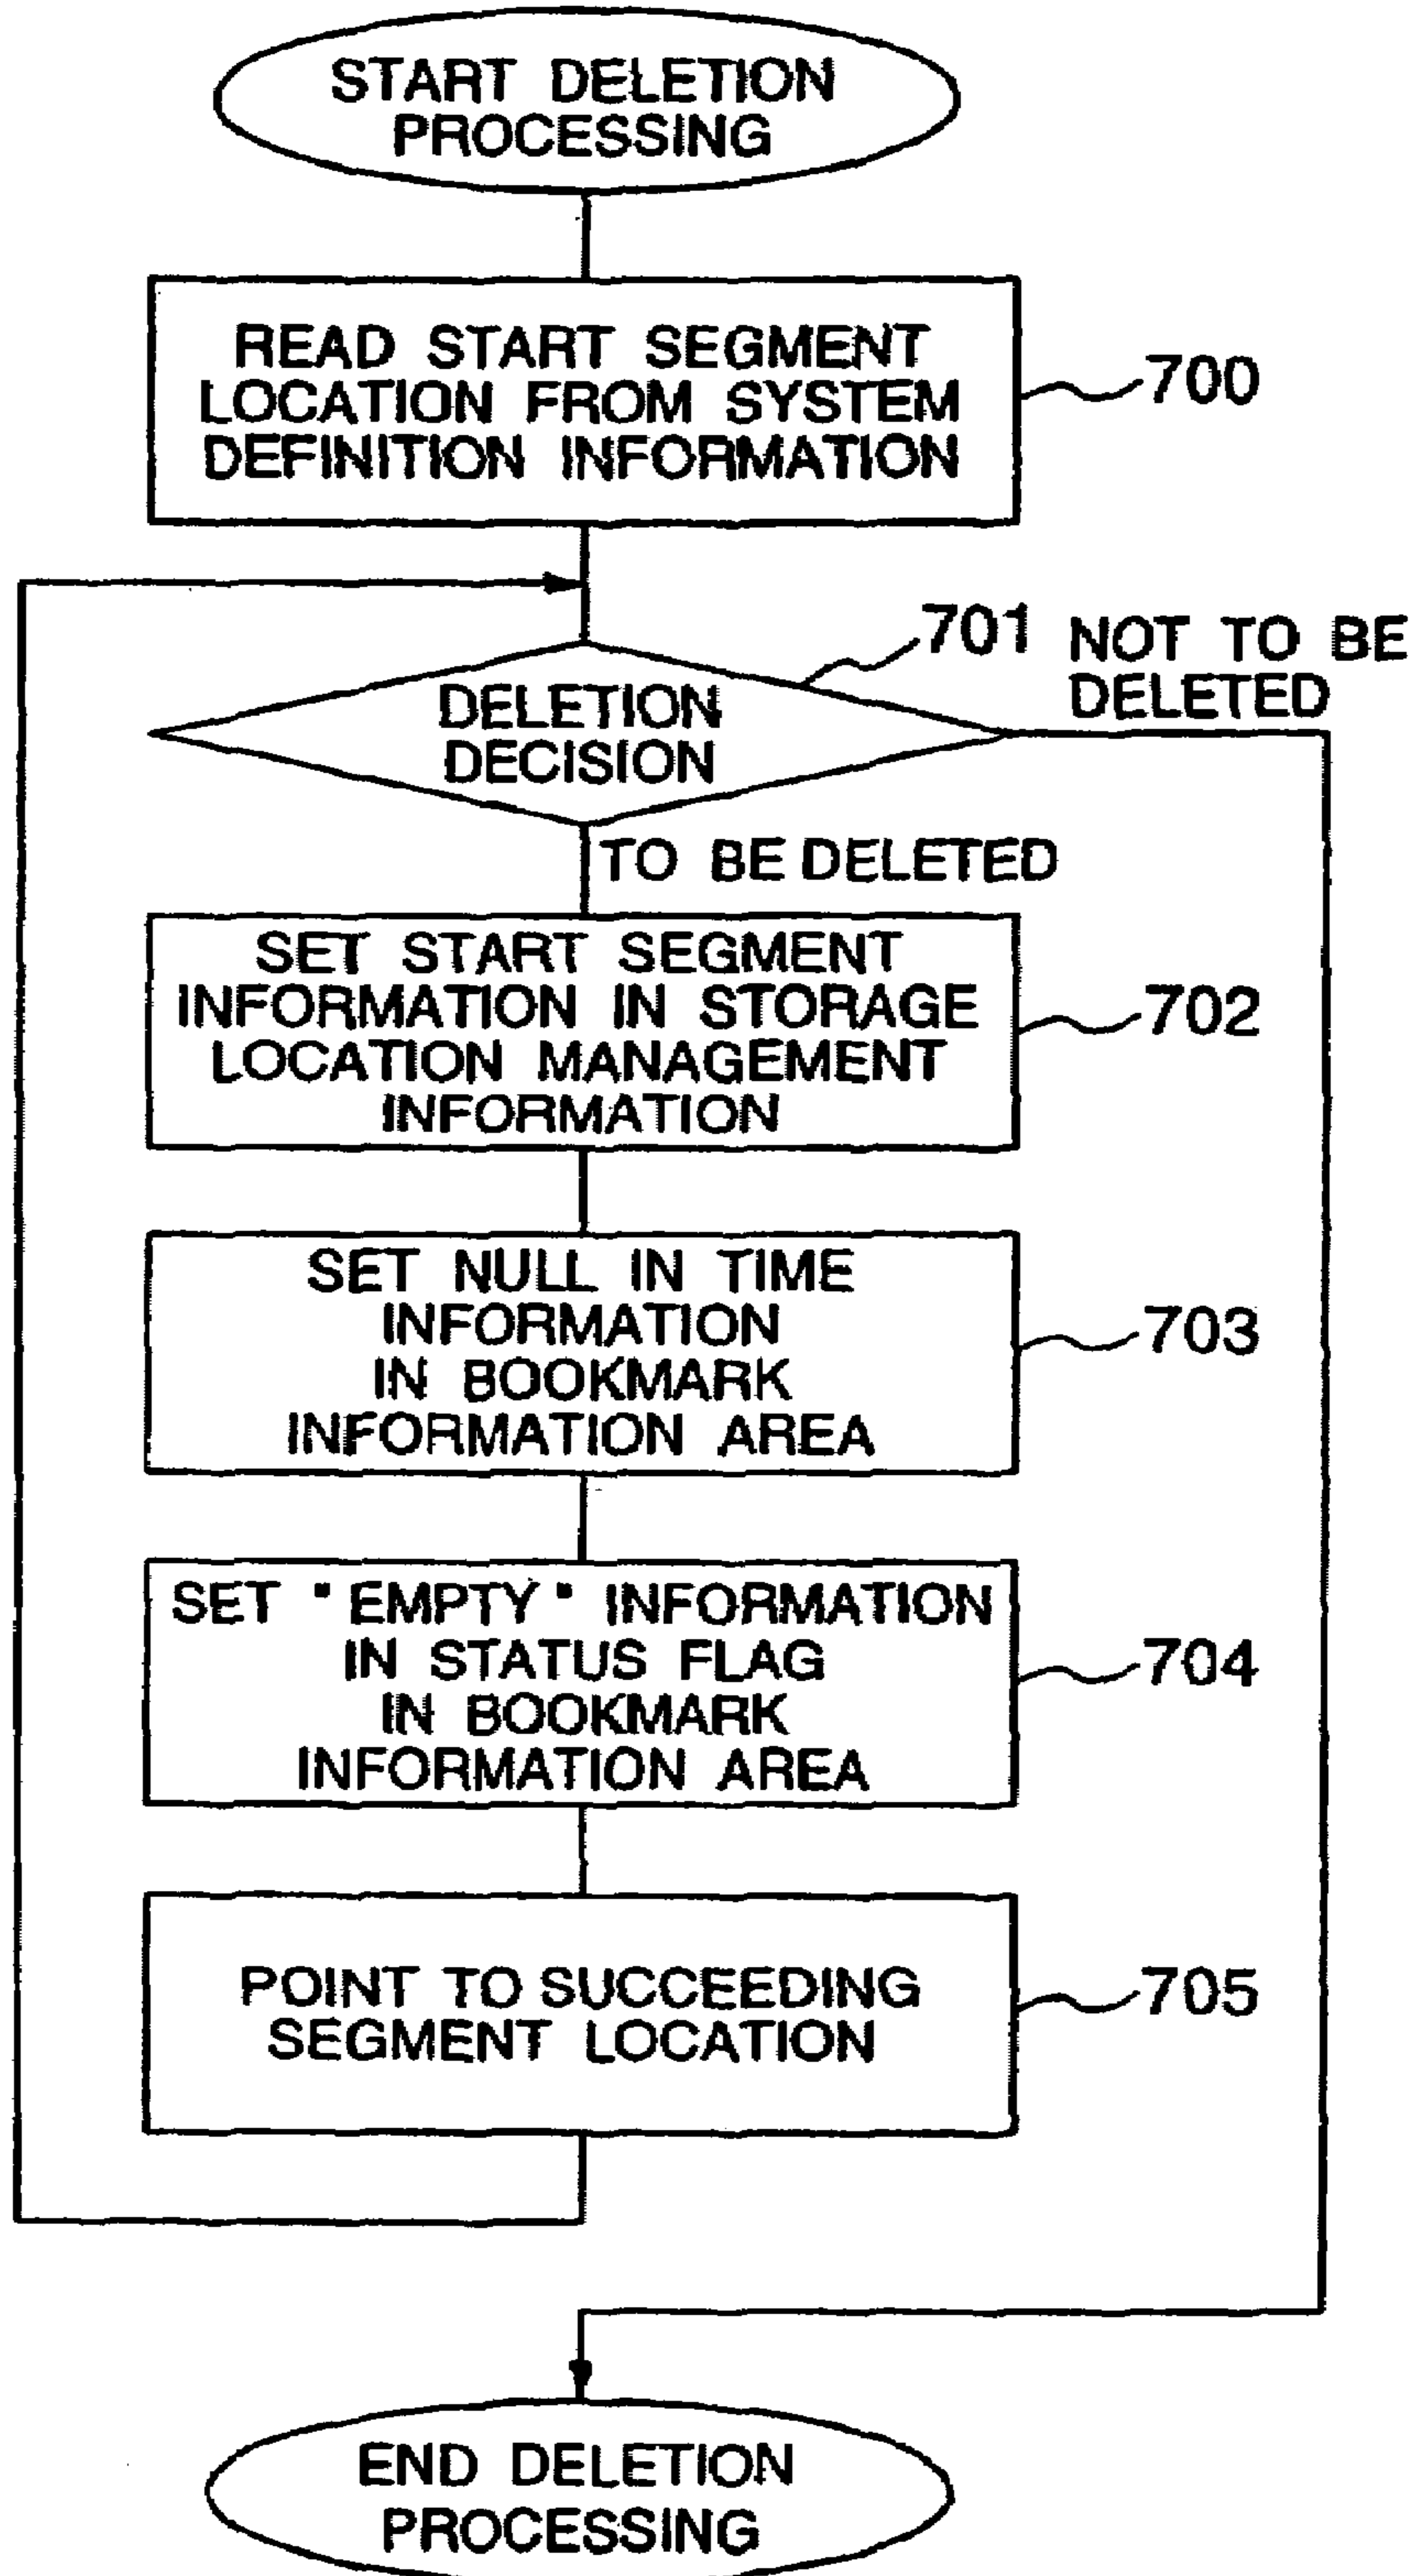 START DELETION
PROCESSING
READ START SEGMENT
LOCATION FROM SYSTEM
DEFINITION INFORMATION
700
701
NOT TO BE
DELETED
DELETION
DECISION
TO BE DELETED
SET START SEGMENT
INFORMATION IN STORAGE
LOCATION MANAGEMENT
INFORMATION
702
SET NULL IN TIME
INFORMATION
IN BOOKMARK
INFORMATION AREA
703
SET "EMPTY" INFORMATION
IN STATUS FLAG
IN BOOKMARK
INFORMATION AREA
704
POINT TO SUCCEEDING
SEGMENT LOCATION
705
END DELETION
PROCESSING